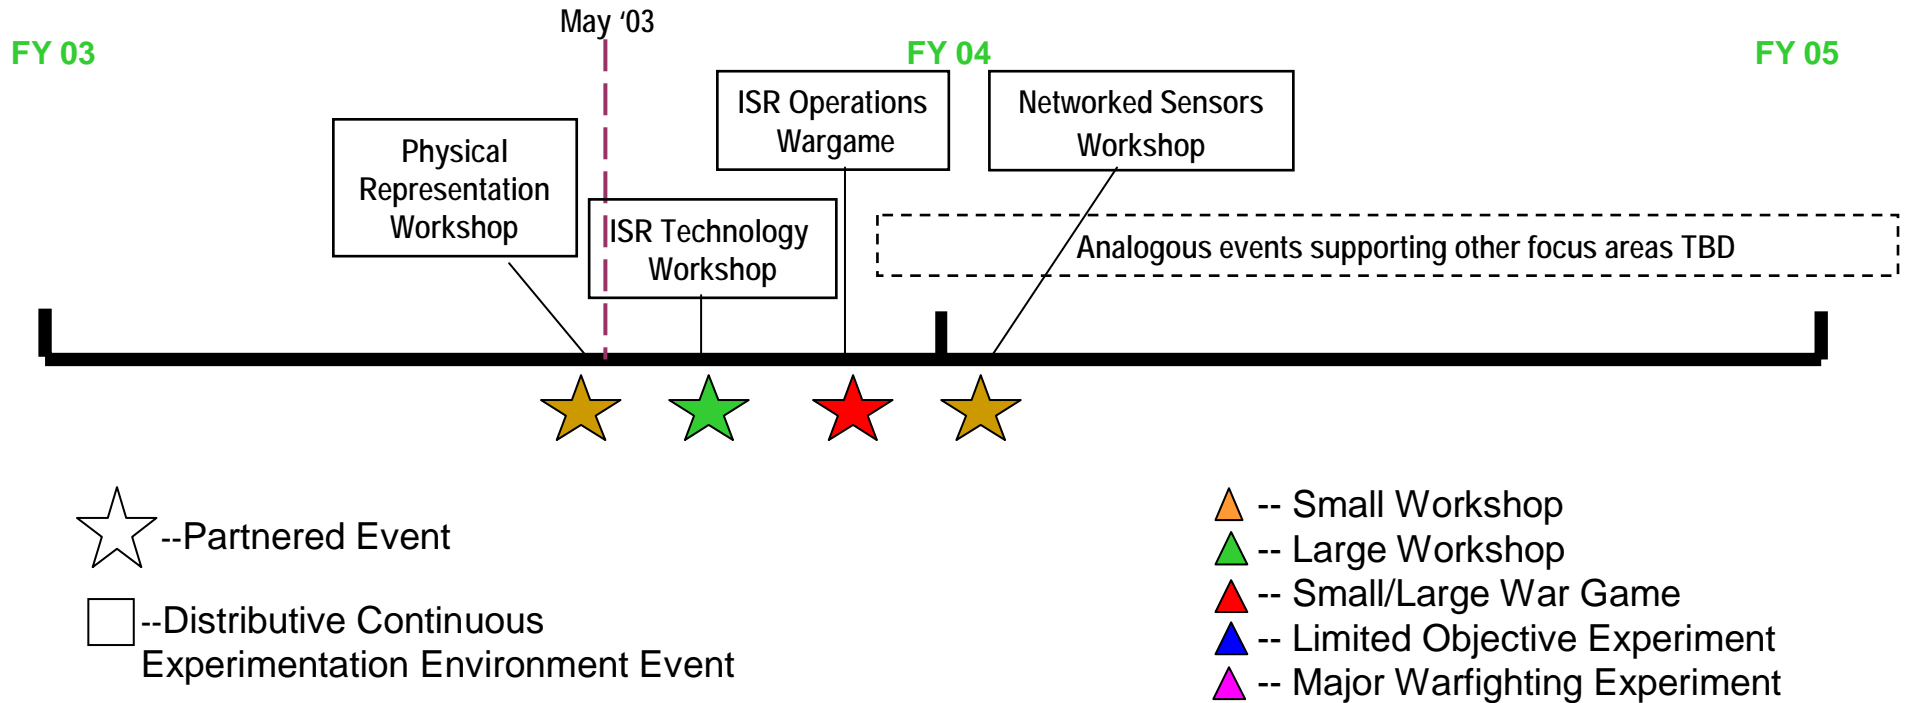 May ‘03
FY 03
FY 04
FY 05
Physical
Representation
Workshop
ISR Technology
Workshop
ISR Operations
Wargame
Networked Sensors
Workshop
Analogous events supporting other focus areas TBD
--Partnered Event
--Distributive Continuous
Experimentation Environment Event
-- Small Workshop
-- Large Workshop
-- Small/Large War Game
-- Limited Objective Experiment
-- Major Warfighting Experiment